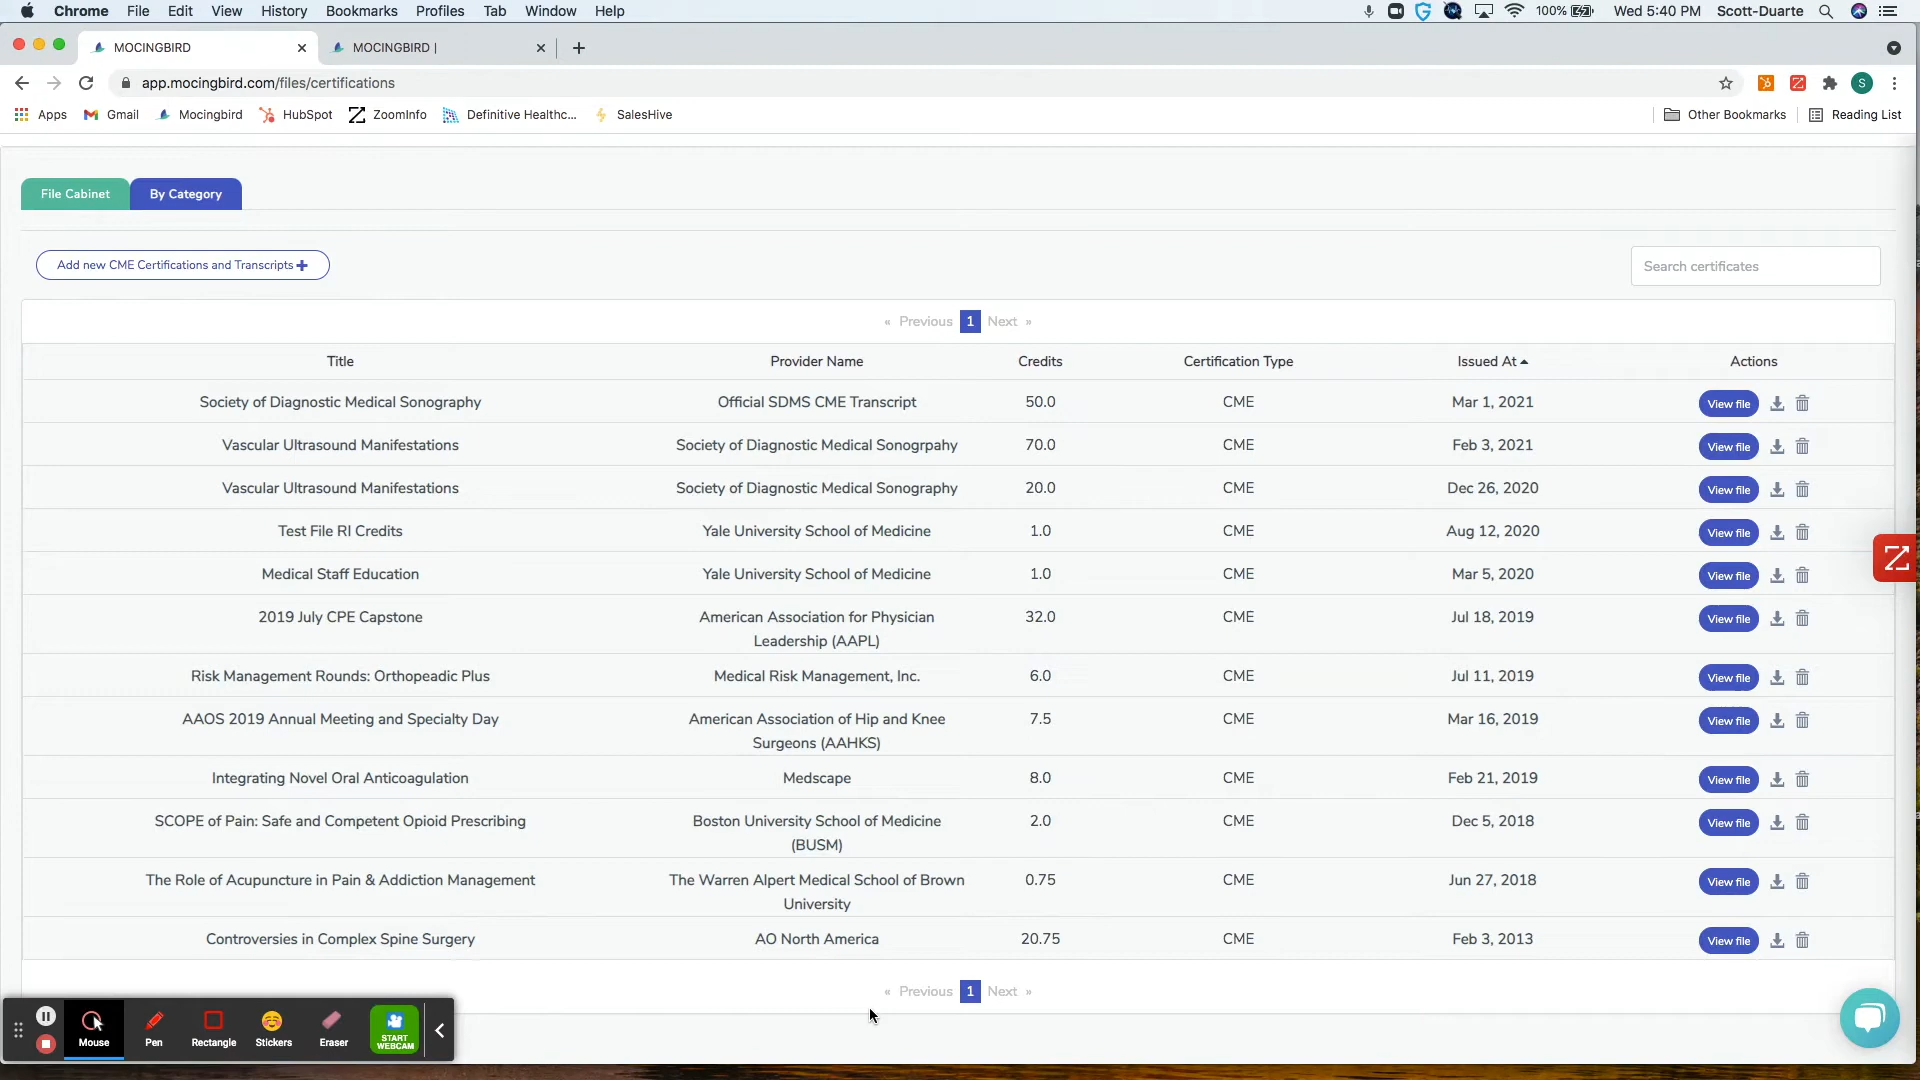 Chrome File Edit View History Bookmarks Profiles Tab Window Help 100% Wed 5:40 PM Scott-Duarte
MOCINGBIRD MOCINGBIRD |
app.mocingbird.com/files/certifications S
Apps Gmail Mocingbird HubSpot ZoomInfo Definitive Healthc... SalesHive Other Bookmarks Reading List
File Cabinet By Category
Add new CME Certifications and Transcripts Search certificates
« Previous 1 Next »
Title Provider Name Credits Certification Type Issued At Actions
Society of Diagnostic Medical Sonography Official SDMS CME Transcript 50.0 CME Mar 1, 2021 View file
Vascular Ultrasound Manifestations Society of Diagnostic Medical Sonogrpahy 70.0 CME Feb 3, 2021 View file
Vascular Ultrasound Manifestations Society of Diagnostic Medical Sonography 20.0 CME Dec 26, 2020 View file
Test File RI Credits Yale University School of Medicine 1.0 CME Aug 12, 2020 View file
Medical Staff Education Yale University School of Medicine 1.0 CME Mar 5, 2020 View file
2019 July CPE Capstone American Association for Physician 32.0 CME Jul 18, 2019 View file
Leadership (AAPL)
Risk Management Rounds: Orthopeadic Plus Medical Risk Management, Inc. 6.0 CME Jul 11, 2019 View file
AAOS 2019 Annual Meeting and Specialty Day American Association of Hip and Knee 7.5 CME Mar 16, 2019 View file
Surgeons (AAHKS)
Integrating Novel Oral Anticoagulation Medscape 8.0 CME Feb 21, 2019 View file
SCOPE of Pain: Safe and Competent Opioid Prescribing Boston University School of Medicine 2.0 CME Dec 5, 2018 View file
(BUSM)
The Role of Acupuncture in Pain & Addiction Management The Warren Alpert Medical School of Brown 0.75 CME Jun 27, 2018 View file
University
Controversies in Complex Spine Surgery AO North America 20.75 CME Feb 3, 2013 View file
« Previous 1 Next »
Mouse Pen Rectangle Stickers Eraser START
WEBCAM